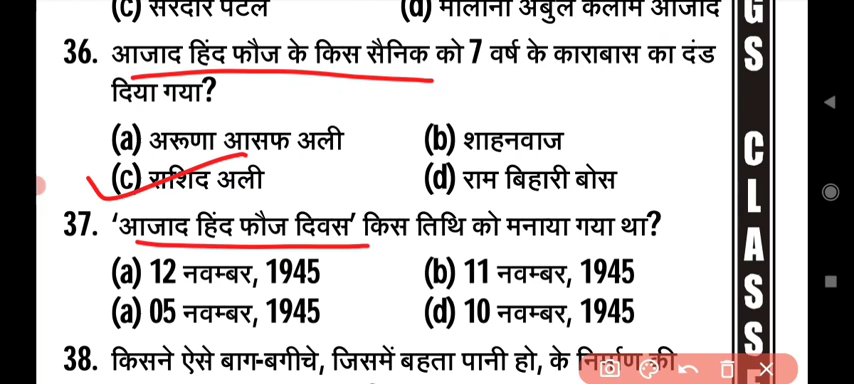 (c) सरदार पटेल (d) मौलाना अबुल कलाम आजाद
36. आजाद हिंद फौज के किस सैनिक को 7 वर्ष के काराबास का दंड
दिया गया?
(a) अरूणा आसफ अली (b) शाहनवाज
(c) राशिद अली (d) राम बिहारी बोस
37. ‘आजाद हिंद फौज दिवस’ किस तिथि को मनाया गया था?
(a) 12 नवम्बर, 1945 (b) 11 नवम्बर, 1945
(a) 05 नवम्बर, 1945 (d) 10 नवम्बर, 1945
38. किसने ऐसे बाग-बगीचे, जिसमें बहता पानी हो, के निर्माण की
GS CLASS